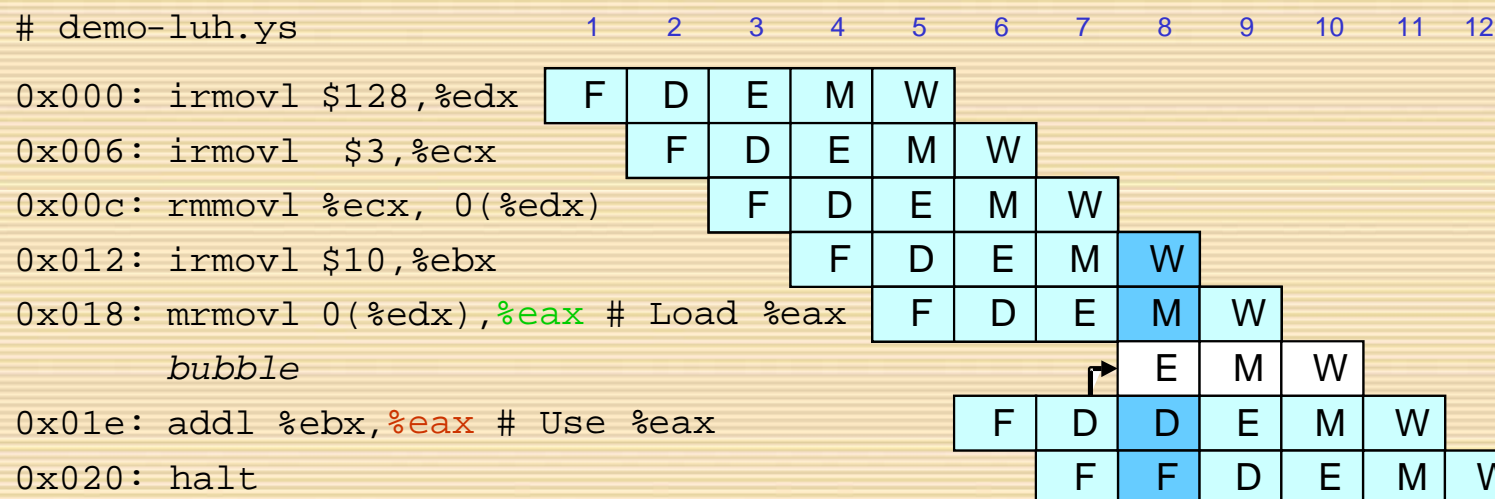 # demo-luh.ys 1 2 3 4 5 6 7 8 9 10 11 12
0x000: irmovl $128,%edx F D E M W
0x006: irmovl $3,%ecx F D E M W
0x00c: rmmovl %ecx, 0(%edx) F D E M W
0x012: irmovl $10,%ebx F D E M W
0x018: mrmovl 0(%edx),%eax # Load %eax F D E M W
bubble E M W
0x01e: addl %ebx,%eax # Use %eax F D D E M W
0x020: halt F F D E M W